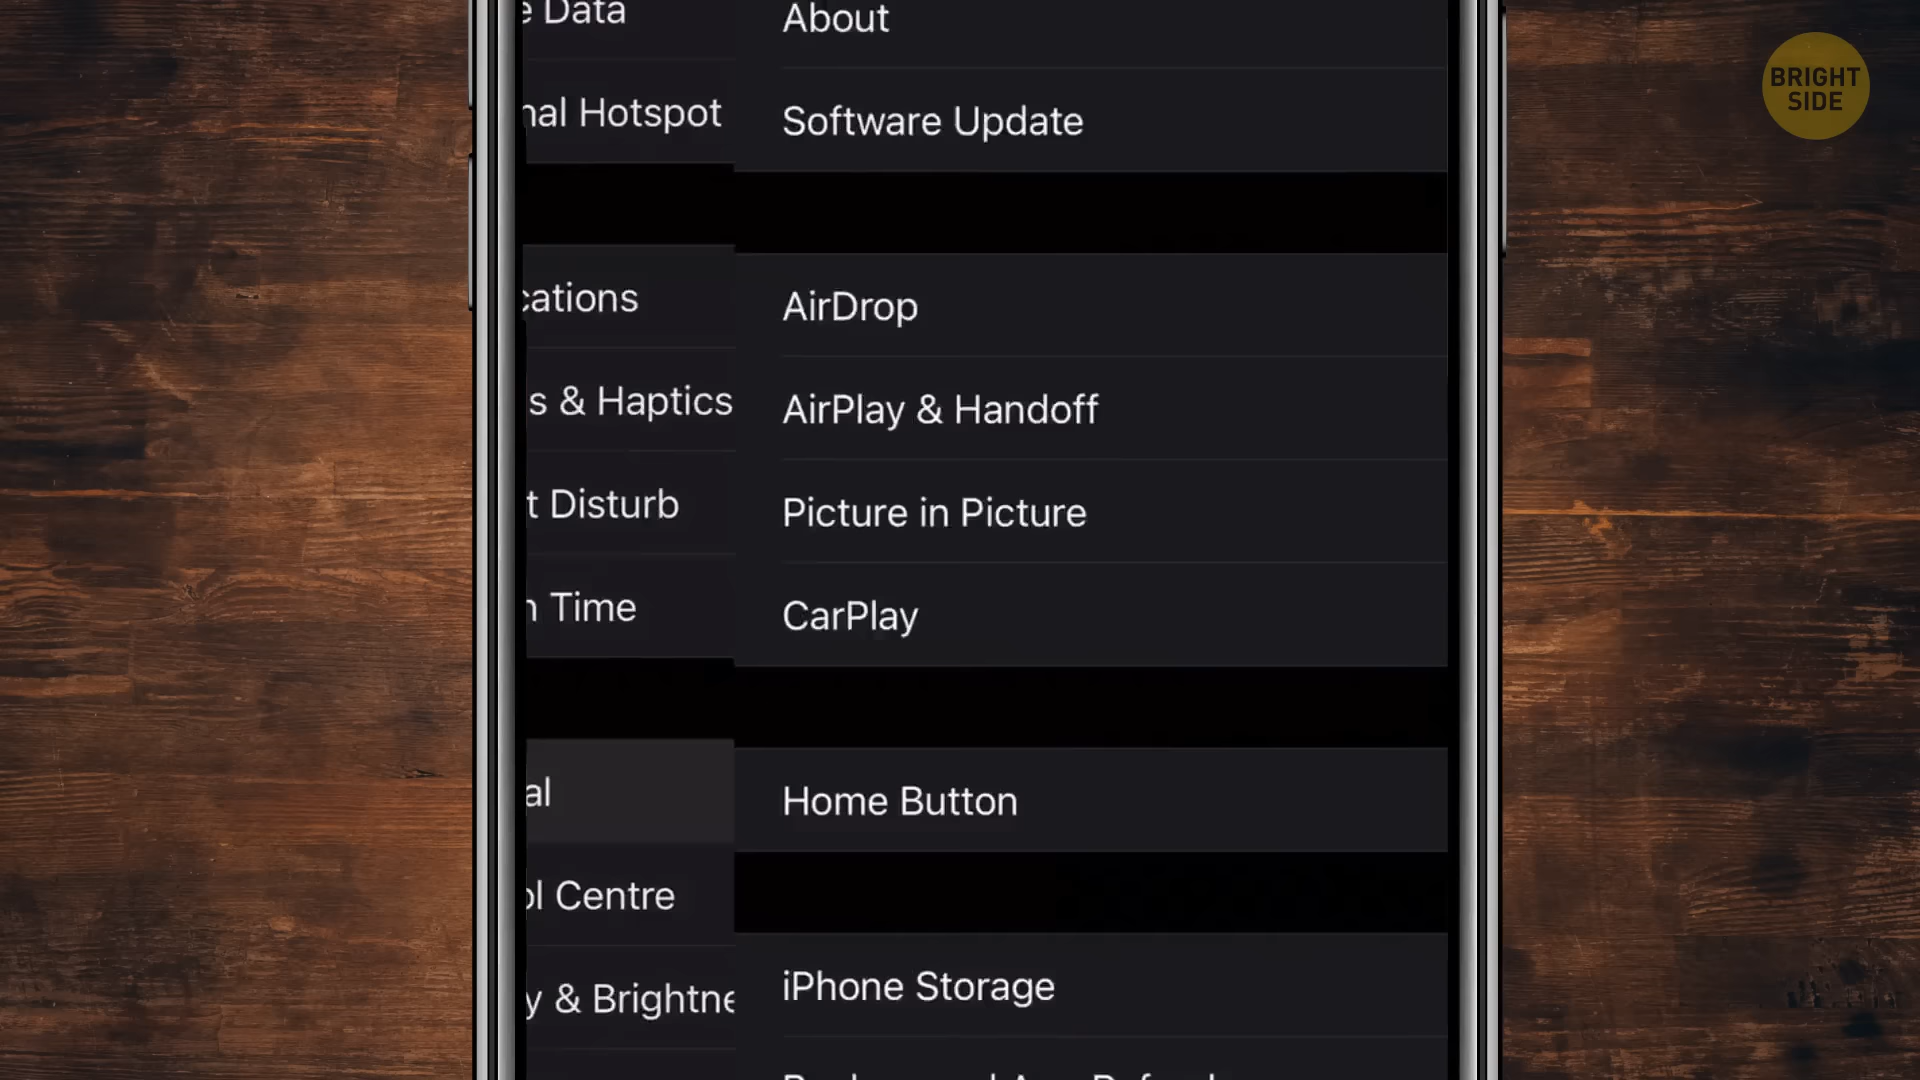 e Data
nal Hotspot
cations
s & Haptics
t Disturb
n Time
al
ol Centre
y & Brightne
About
Software Update
AirDrop
AirPlay & Handoff
Picture in Picture
CarPlay
Home Button
iPhone Storage
BRIGHT
SIDE